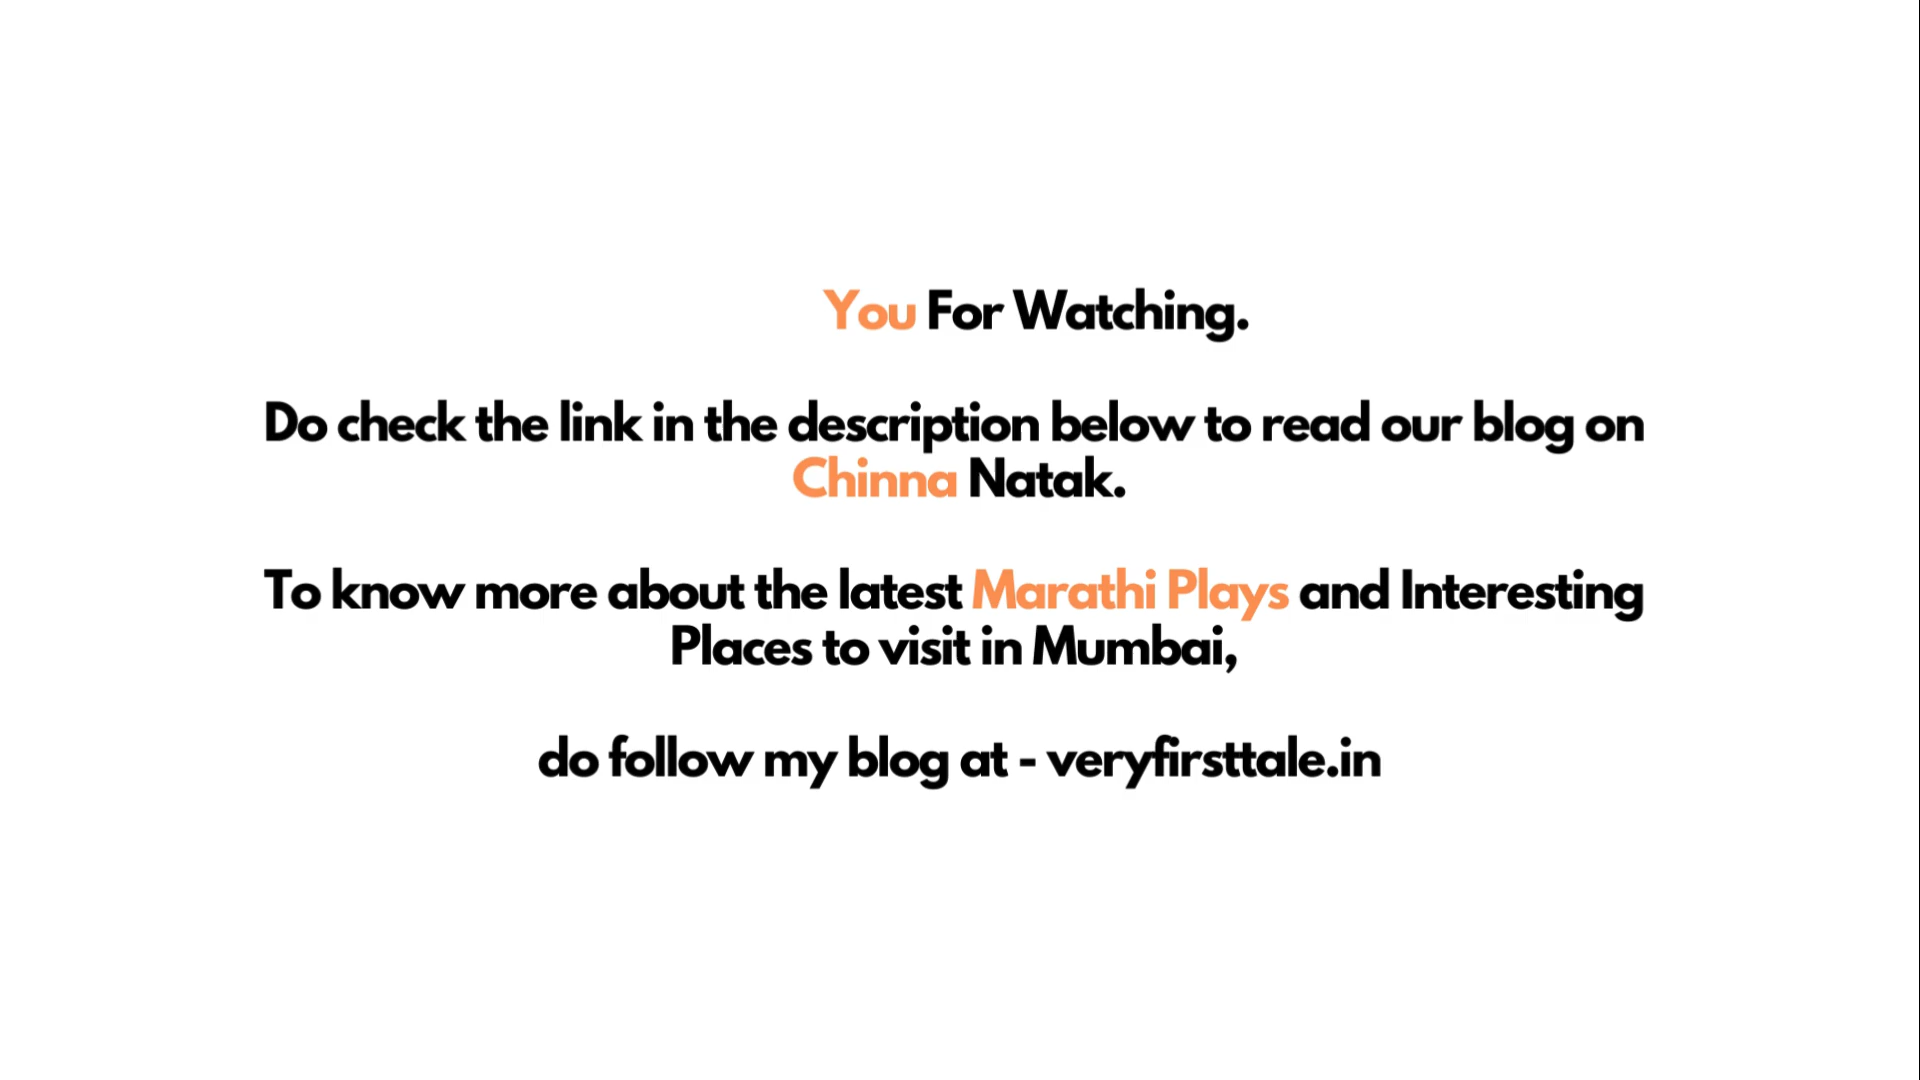 You For Watching.
Do check the link in the description below to read our blog on
Chinna Natak.
To know more about the latest Marathi Plays and Interesting
Places to visit in Mumbai,
do follow my blog at - veryfirsttale.in